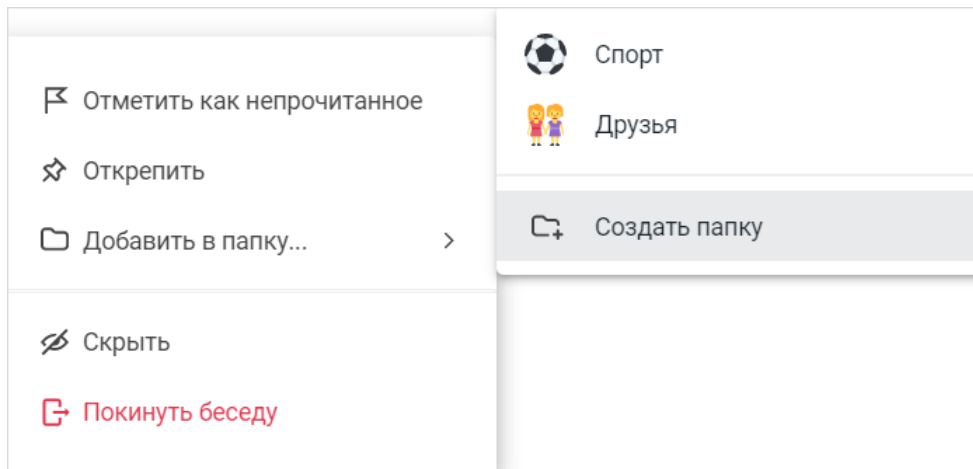 Отметить как непрочитанное
Открепить
Добавить в папку...
Скрыть
Покинуть беседу
Спорт
Друзья
Создать папку